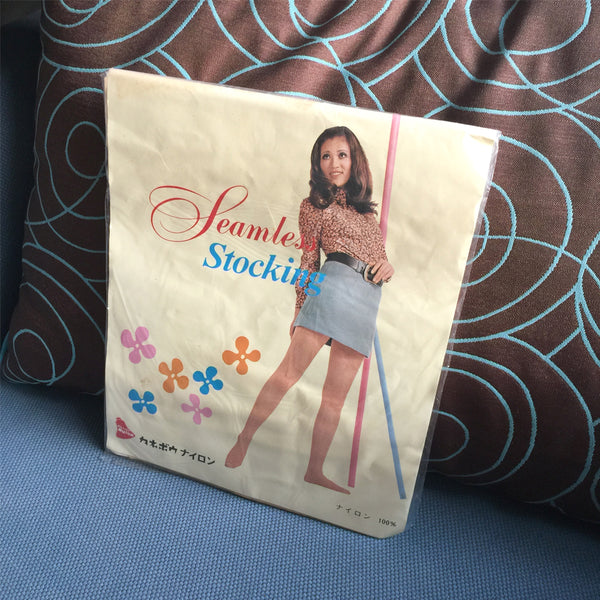 Seamless
Stocking
カネボウ ナイロン
ナイロン 100%